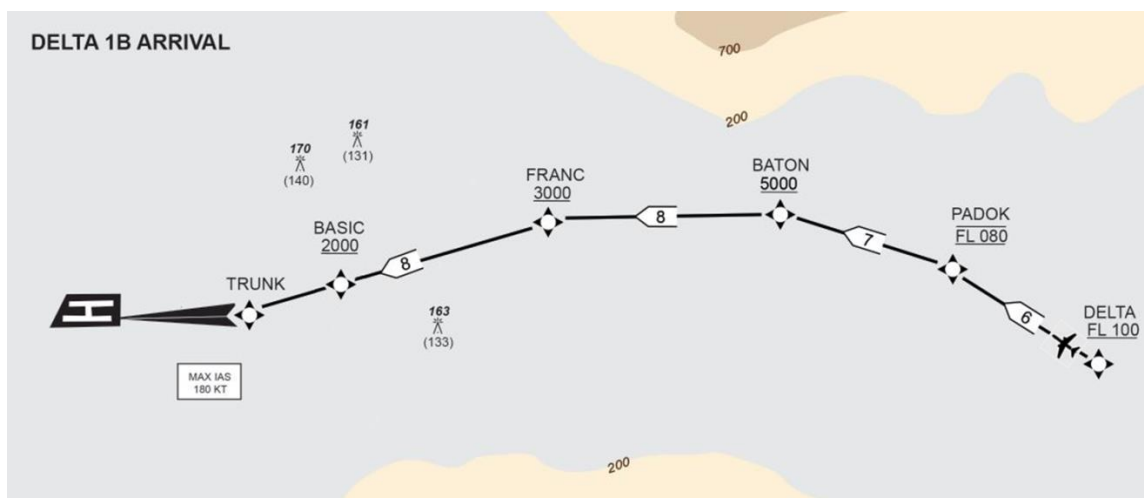 DELTA 1B ARRIVAL
700
200
161
(131)
170
(140)
FRANC
3000
BATON
5000
8
PADOK
FL 080
7
BASIC
2000
8
TRUNK
163
(133)
6
DELTA
FL 100
H
MAX IAS
180 KT
200